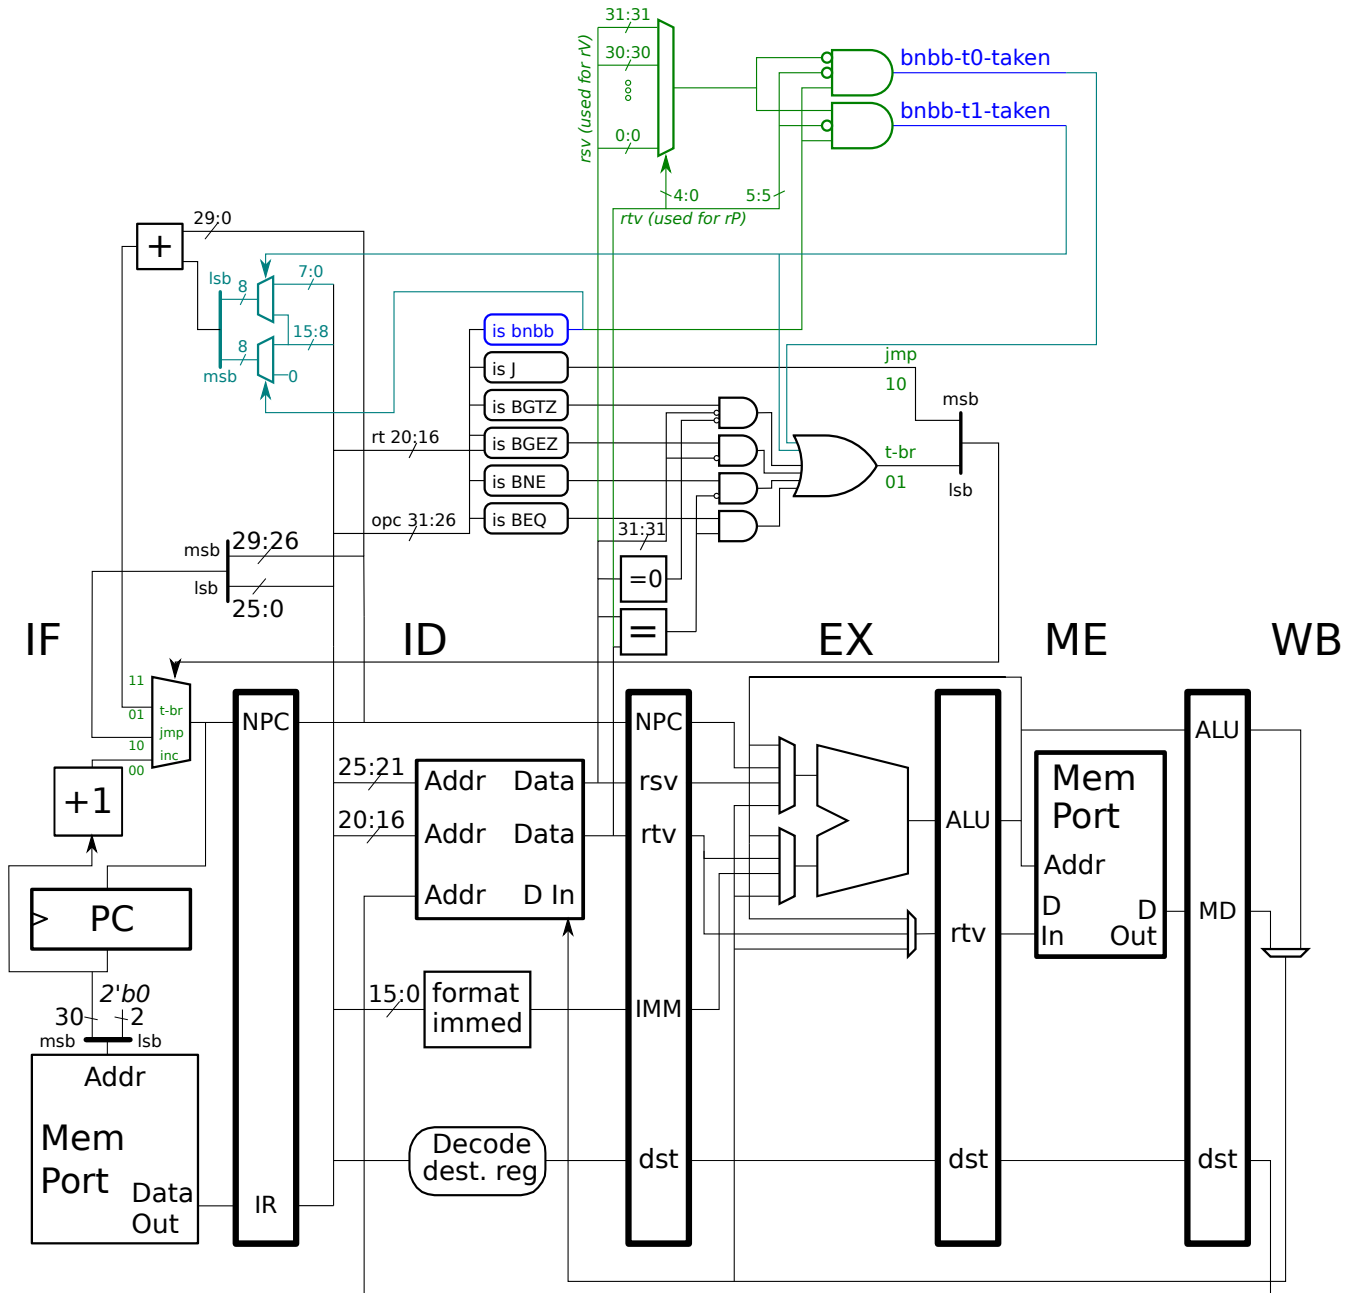 31:31
30:30
0:0
rsv (used for rV)
4:0
5:5
rtv (used for rP)
bnbb-t0-taken
bnbb-t1-taken
29:0
+
lsb
8
7:0
15:8
8
msb
0
is bnbb
is J
is BGTZ
is BGEZ
is BNE
is BEQ
rt 20:16
opc 31:26
jmp
10
msb
t-br
01
lsb
31:31
=0
=
msb
29:26
lsb
25:0
IF
ID
EX
ME
WB
11
01
10
00
t-br
jmp
inc
+1
PC
2'b0
30
2
msb
lsb
Addr
Mem
Port
Data
Out
NPC
IR
25:21
20:16
Addr
Data
Addr
Data
Addr
D In
15:0
format
immed
Decode
dest. reg
NPC
rsv
rtv
IMM
dst
ALU
rtv
dst
Mem
Port
Addr
D
In
D
Out
ALU
MD
dst